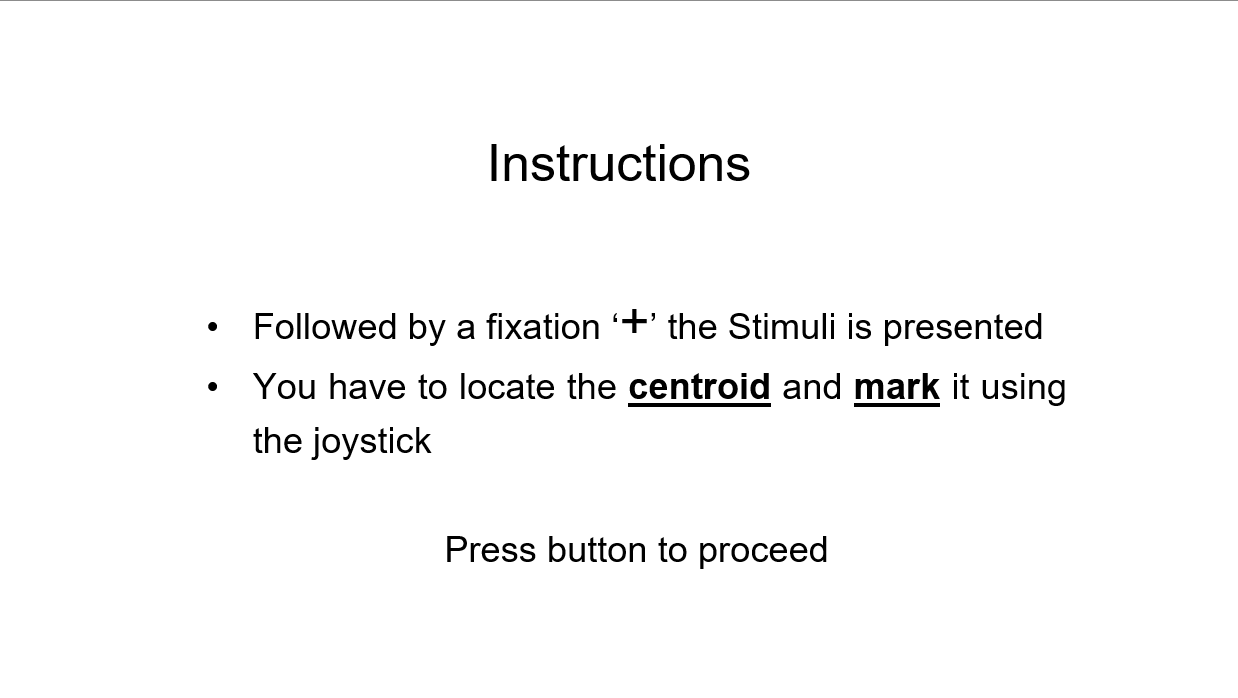 Instructions
• Followed by a fixation ‘+’ the Stimuli is presented
• You have to locate the centroid and mark it using
the joystick
Press button to proceed